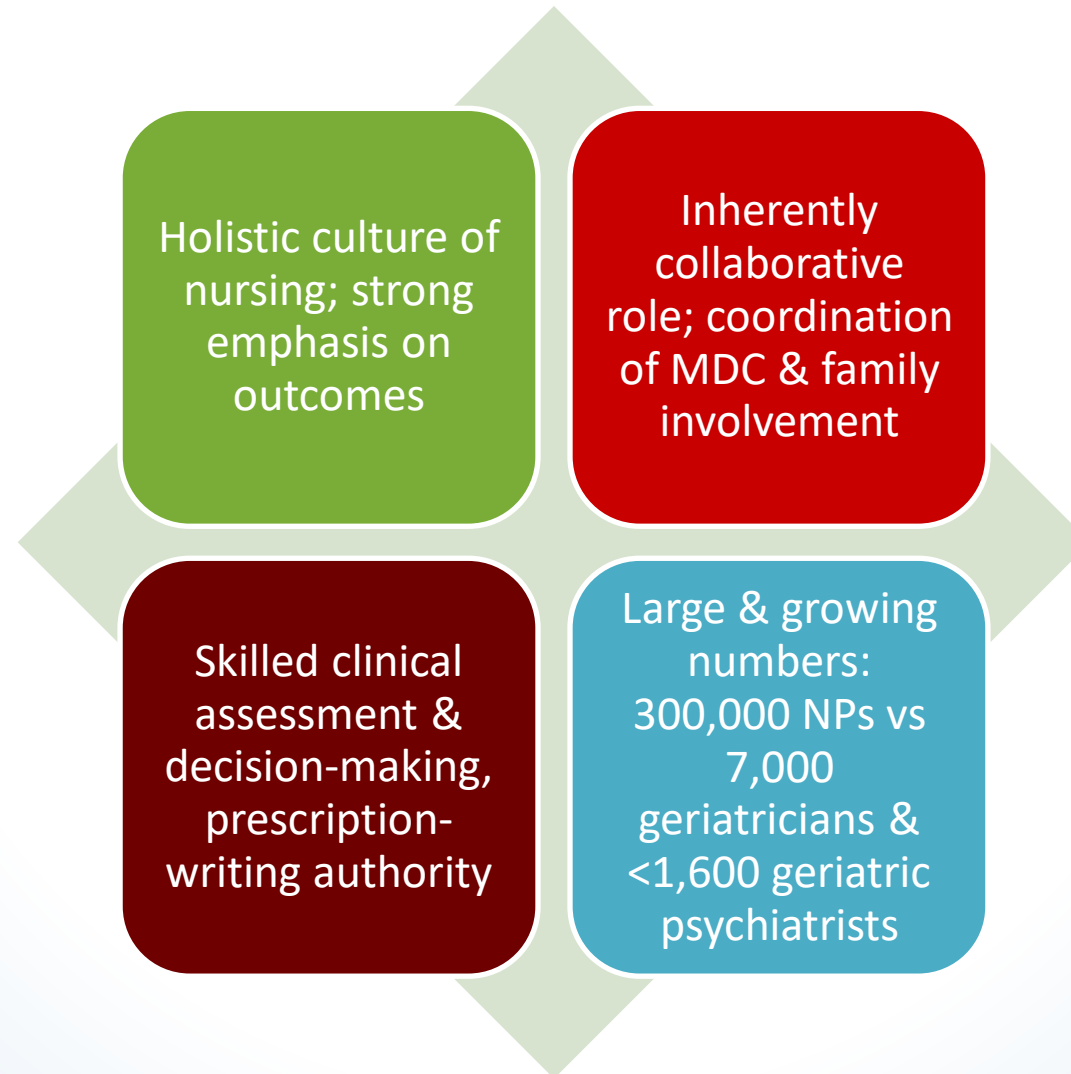 Holistic culture of
nursing; strong
emphasis on
outcomes
Inherently
collaborative
role; coordination
of MDC & family
involvement
Skilled clinical
assessment &
decision-making,
prescription-
writing authority
Large & growing
numbers:
300,000 NPs vs
7,000
geriatricians &
<1,600 geriatric
psychiatrists